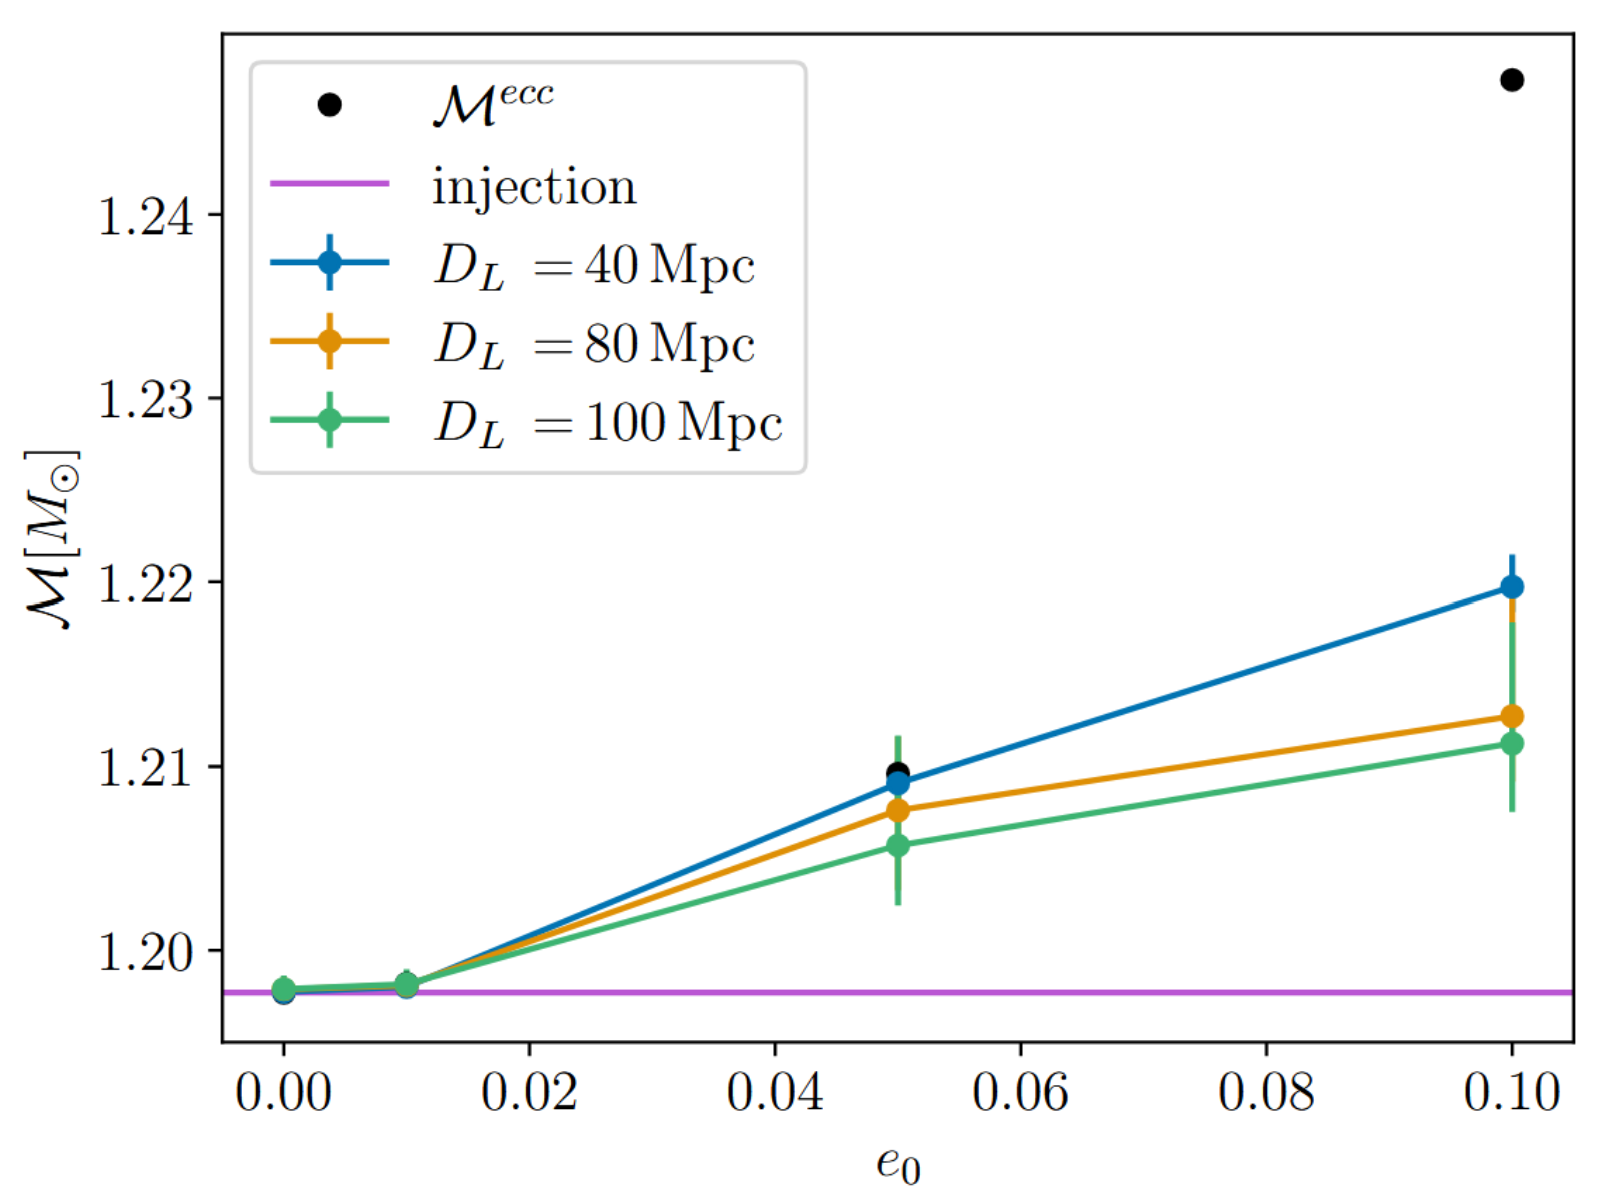 ℳᵉᶜᶜ
injection
D_L = 40 Mpc
D_L = 80 Mpc
D_L = 100 Mpc
1.24
1.23
1.22
1.21
1.20
ℳ[M_⊙]
0.00 0.02 0.04 0.06 0.08 0.10
e₀